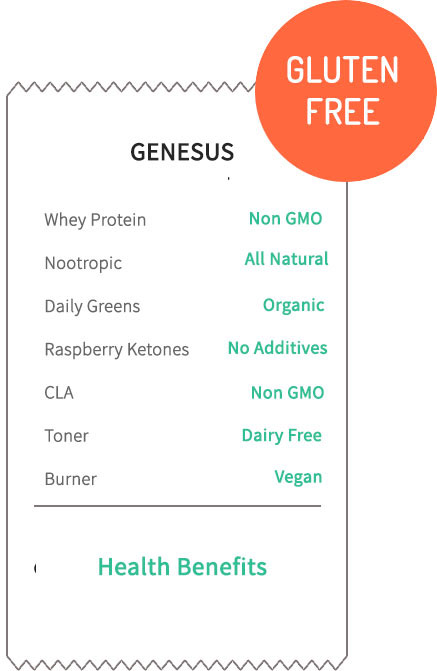 GLUTEN
FREE
GENESUS
Whey Protein Non GMO
Nootropic All Natural
Daily Greens Organic
Raspberry Ketones No Additives
CLA Non GMO
Toner Dairy Free
Burner Vegan
Health Benefits